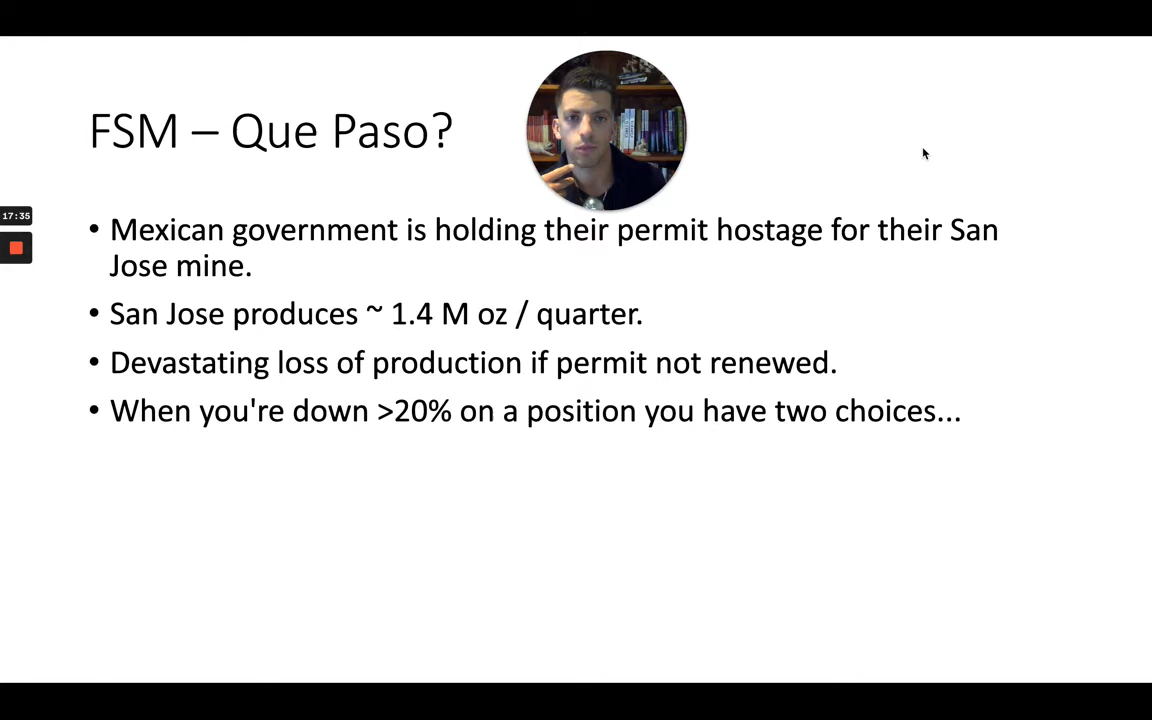 FSM – Que Paso?
17:35
• Mexican government is holding their permit hostage for their San
Jose mine.
• San Jose produces ~ 1.4 M oz / quarter.
• Devastating loss of production if permit not renewed.
• When you're down >20% on a position you have two choices...